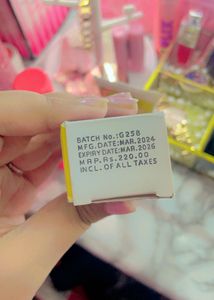 BATCH No.:G258
MFG.DATE:MAR.2024
EXPIRY DATE:MAR.2026
M R P.Rs.220.00
INCL.OF ALL TAXES